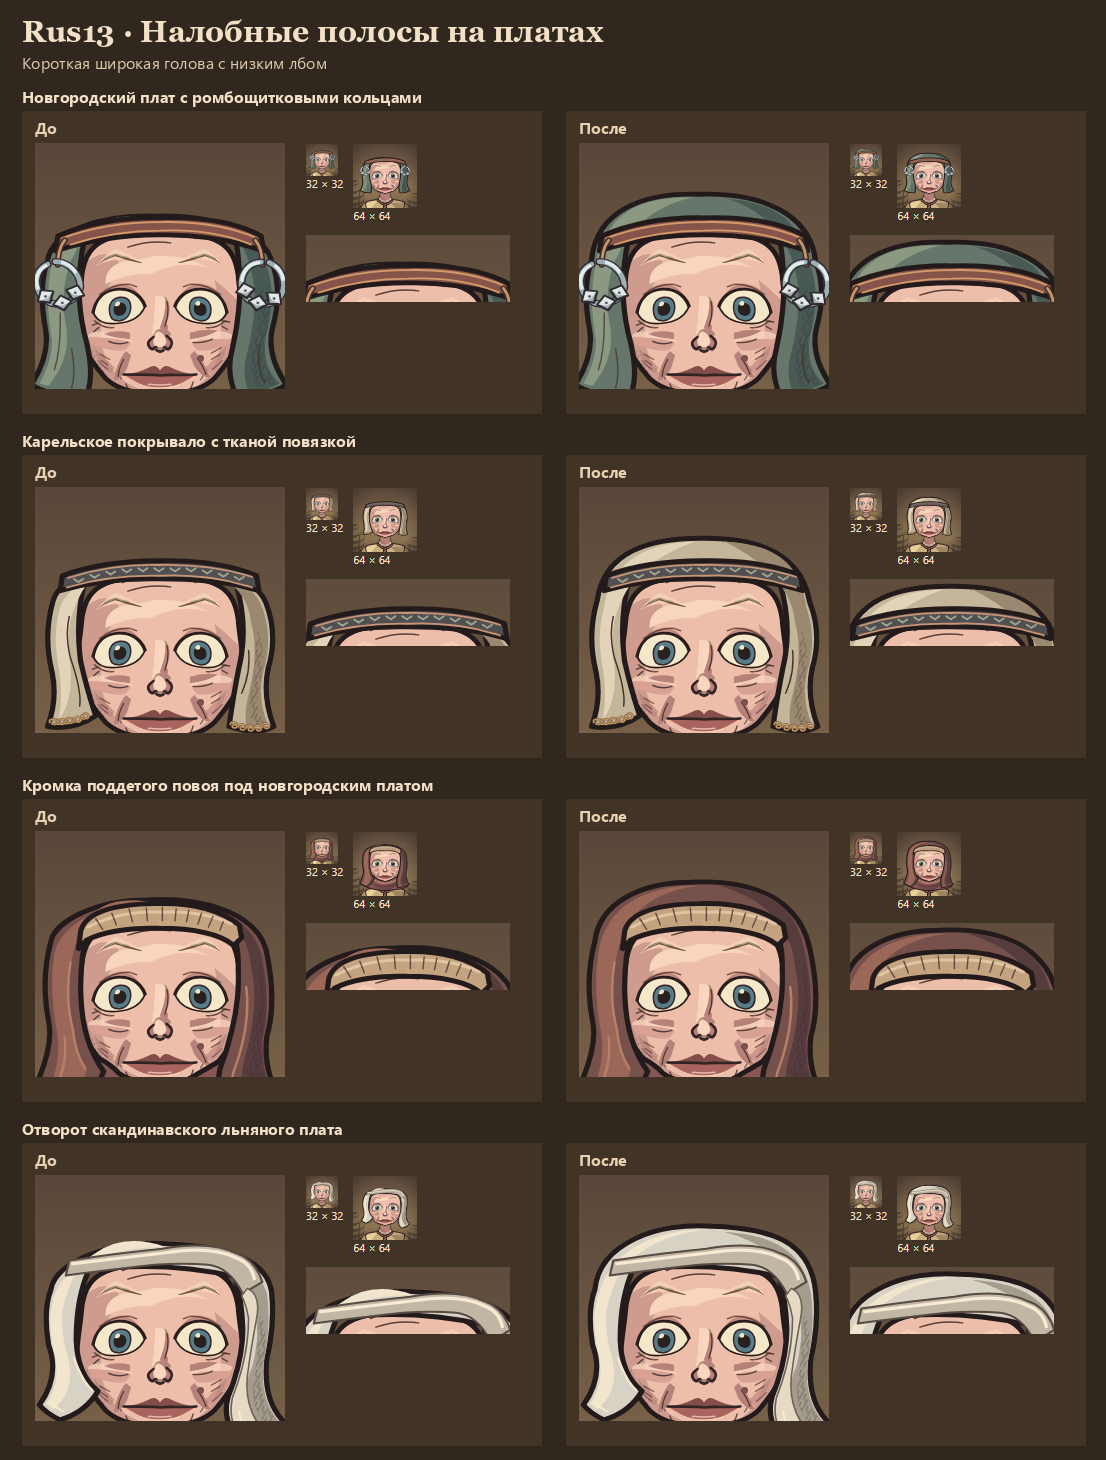 Rus13 · Налобные полосы на платах
Короткая широкая голова с низким лбом
Новгородский плат с ромбощитковыми кольцами
До
32 × 32
64 × 64
После
32 × 32
64 × 64
Карельское покрывало с тканой повязкой
До
32 × 32
64 × 64
После
32 × 32
64 × 64
Кромка поддетого повоя под новгородским платом
До
32 × 32
64 × 64
После
32 × 32
64 × 64
Отворот скандинавского льняного плата
До
32 × 32
64 × 64
После
32 × 32
64 × 64